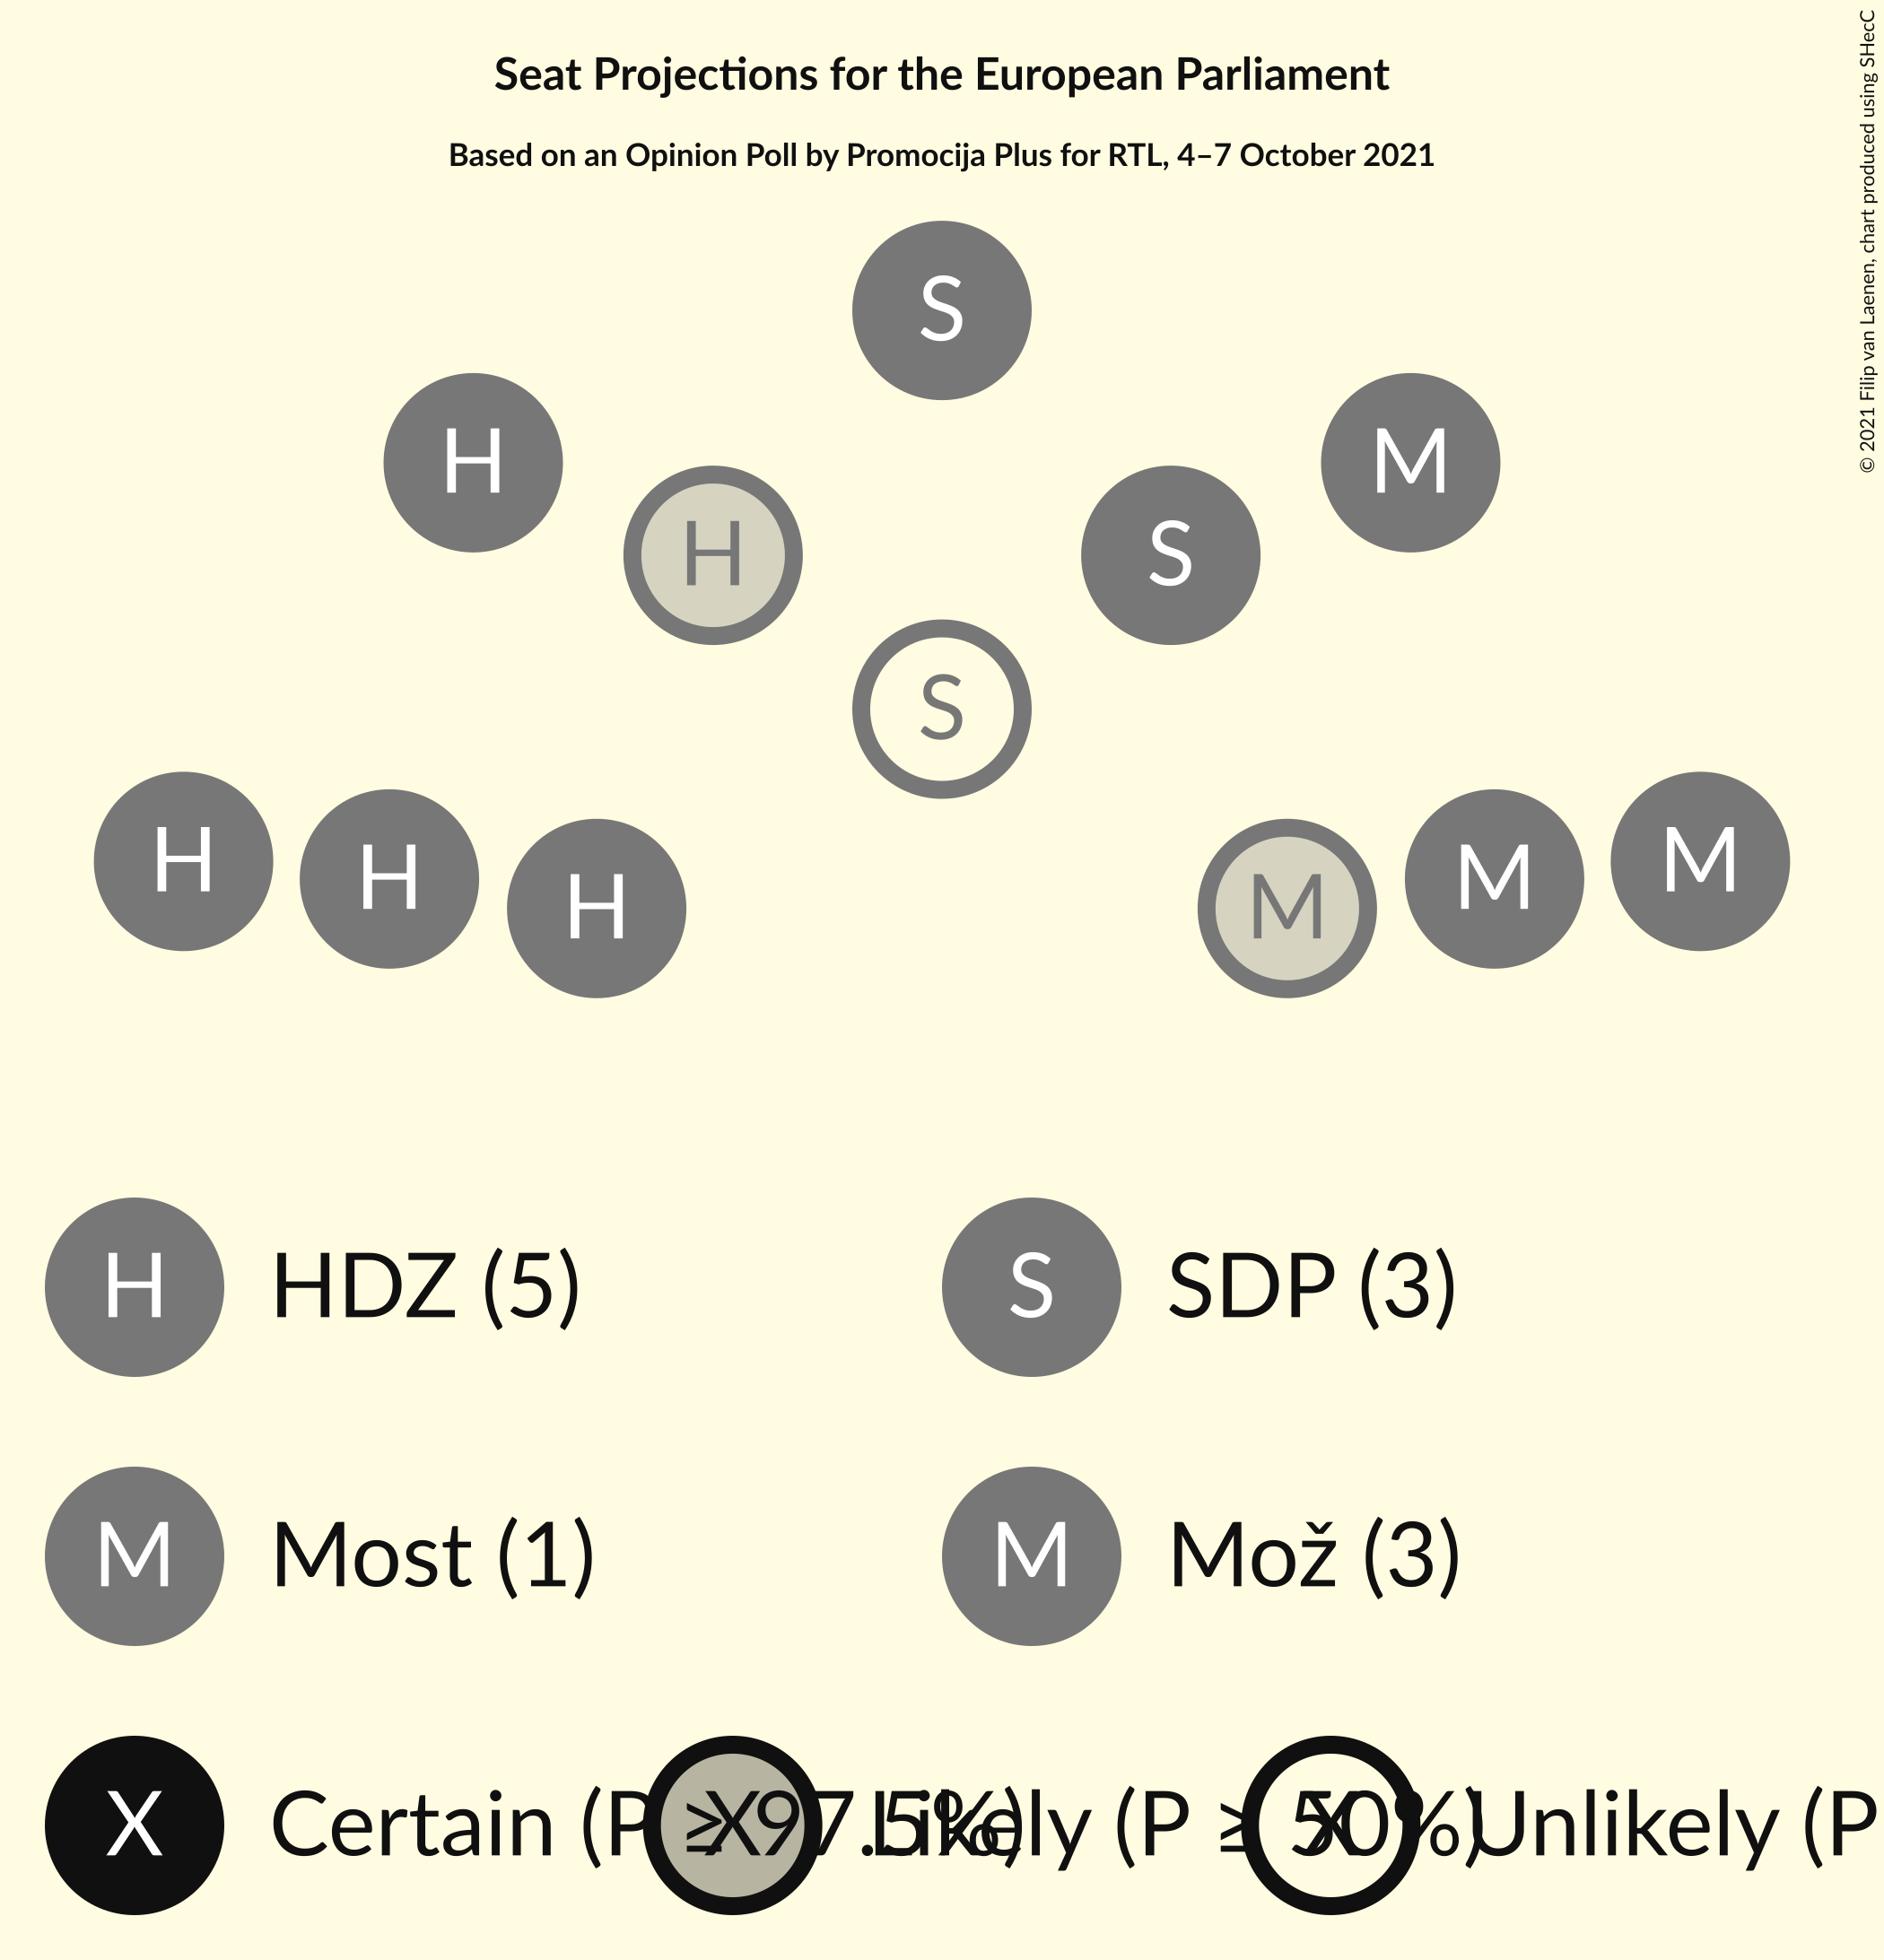 Seat Projections for the European Parliament
Based on an Opinion Poll by Promocija Plus for RTL, 4–7 October 2021
© 2021 Filip van Laenen, chart produced using SHecC
S
H
M
H
S
S
H
H
H
M
M
M
H HDZ (5)
S SDP (3)
M Most (1)
M Mož (3)
X Certain (P ≥ 97.5%)
X Likely (P ≥ 50%)
X Unlikely (P